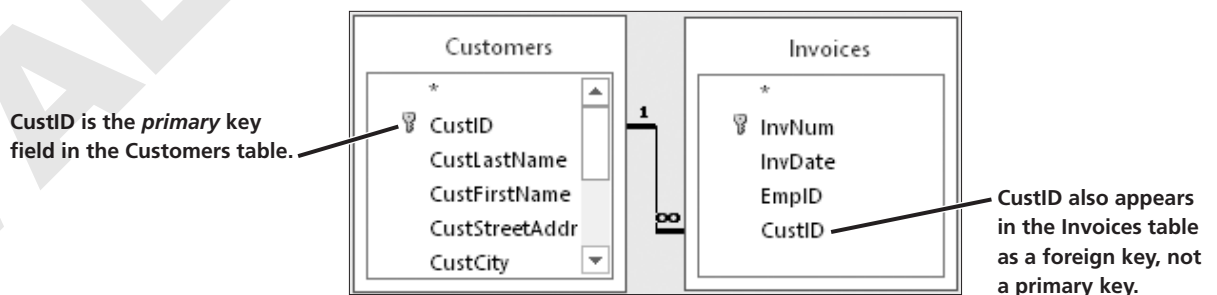 Customers
Invoices
*
CustID
CustLastName
CustFirstName
CustStreetAddr
CustCity
1
∞
*
InvNum
InvDate
EmpID
CustID
CustID is the primary key
field in the Customers table.
CustID also appears
in the Invoices table
as a foreign key, not
a primary key.